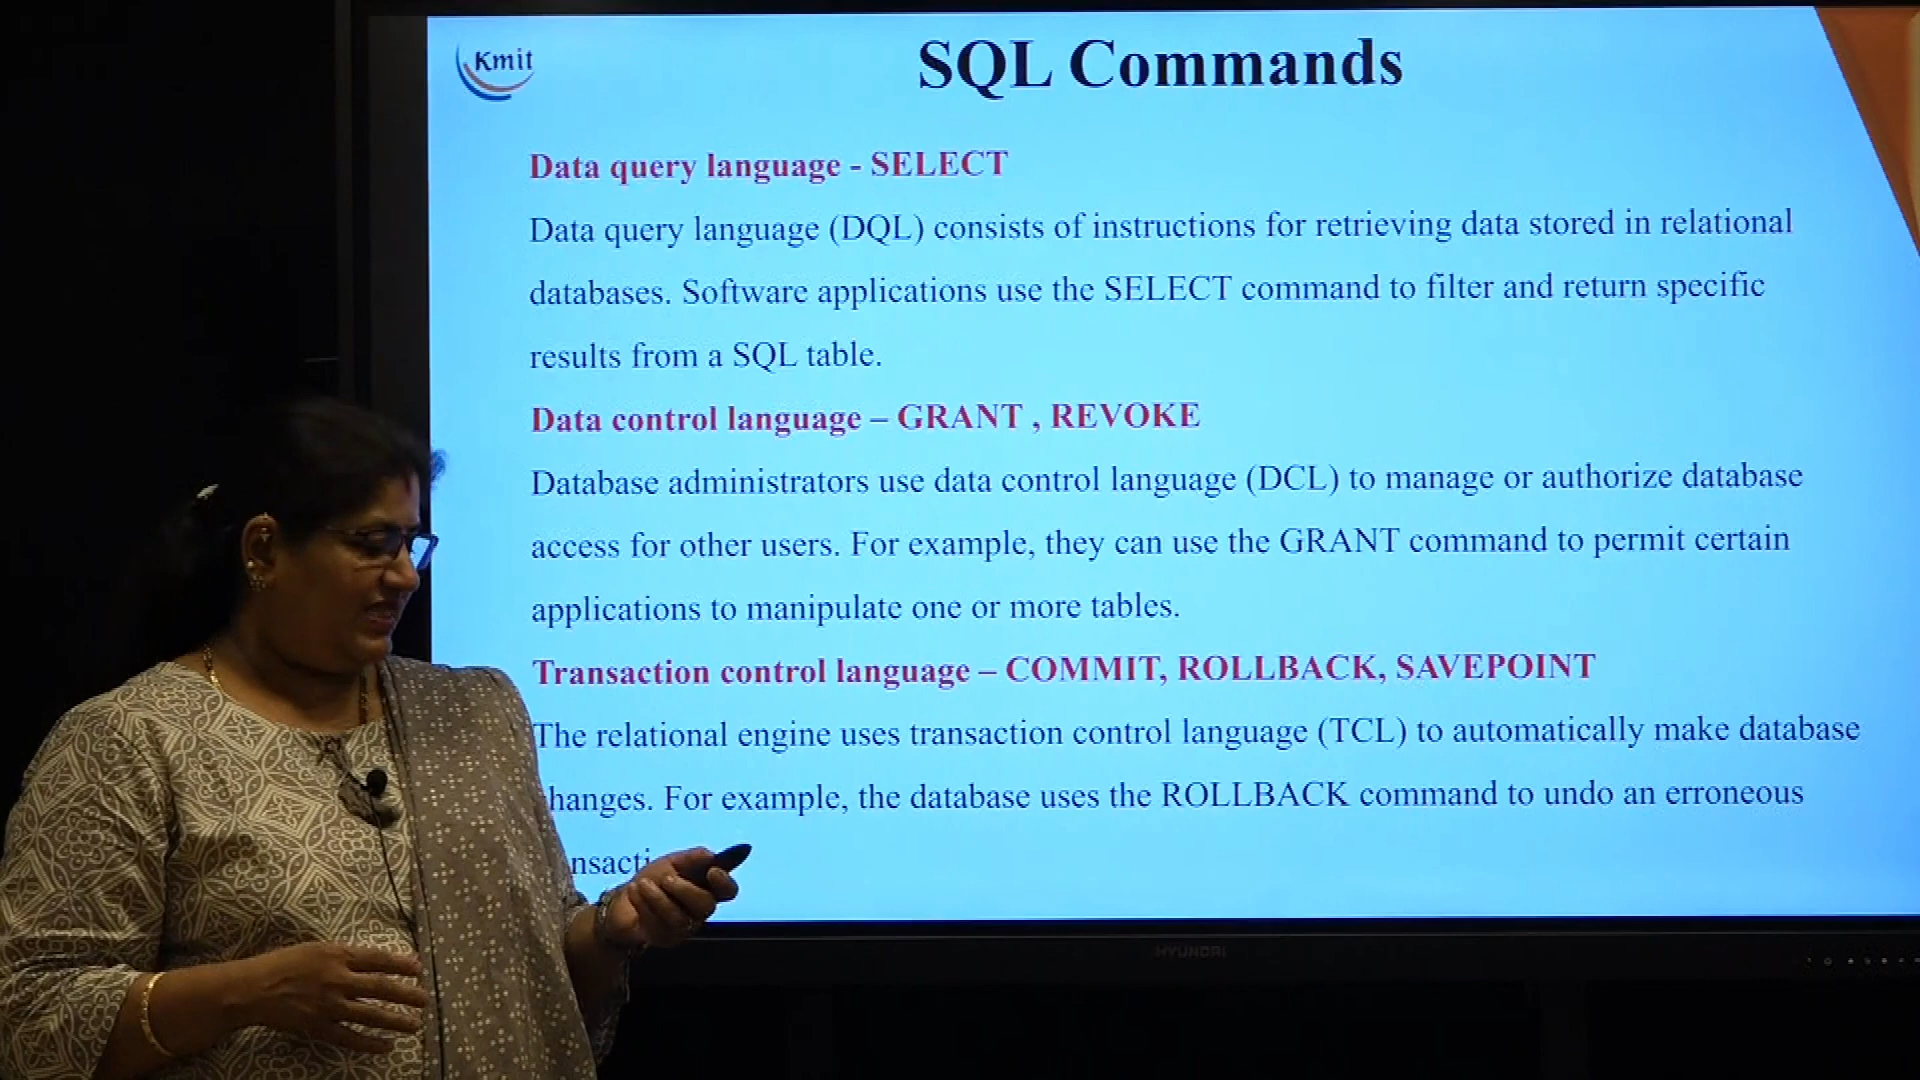 Kmit
SQL Commands
Data query language - SELECT
Data query language (DQL) consists of instructions for retrieving data stored in relational
databases. Software applications use the SELECT command to filter and return specific
results from a SQL table.
Data control language – GRANT , REVOKE
Database administrators use data control language (DCL) to manage or authorize database
access for other users. For example, they can use the GRANT command to permit certain
applications to manipulate one or more tables.
Transaction control language – COMMIT, ROLLBACK, SAVEPOINT
The relational engine uses transaction control language (TCL) to automatically make database
hanges. For example, the database uses the ROLLBACK command to undo an erroneous
nsacti
HYUNDAI